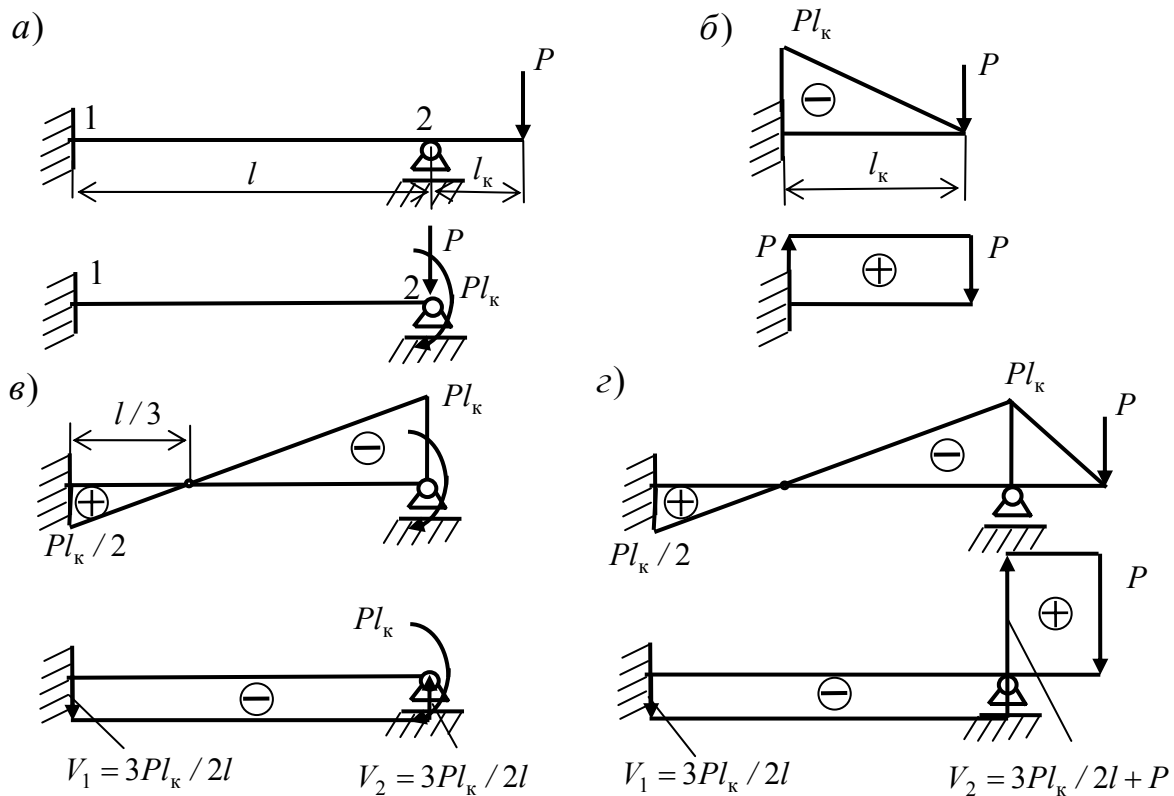 а)
P
1
2
l
lк
P
1
2
Plк
б)
Plк
P
lк
P
P
в)
l / 3
Plк
Plк / 2
Plк
V₁ = 3Plк / 2l
V₂ = 3Plк / 2l
г)
Plк
P
Plк / 2
P
V₁ = 3Plк / 2l
V₂ = 3Plк / 2l + P